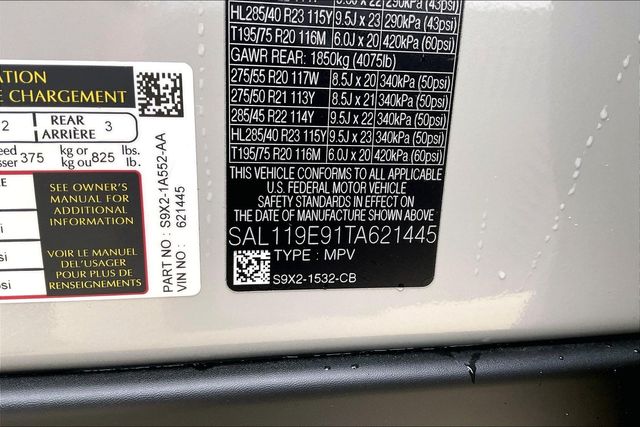 ATION
E CHARGEMENT
2 REAR 3
ARRIÈRE
eed 375 kg or 825 lbs.
sser kg ou lb.
SEE OWNER'S
MANUAL FOR
ADDITIONAL
INFORMATION
VOIR LE MANUEL
DE L'USAGER
POUR PLUS DE
RENSEIGNEMENTS
PART NO: S9X2-1A552-AA
VIN NO: 621445
HL285/40 R23 115Y 9.5J x 23 290kPa (43psi)
T195/75 R20 116M 6.0J x 20 420kPa (60psi)
GAWR REAR: 1850kg (4075lb)
275/55 R20 117W 8.5J x 20 340kPa (50psi)
275/50 R21 113Y 8.5J x 21 340kPa (50psi)
285/45 R22 114Y 9.5J x 22 340kPa (50psi)
HL285/40 R23 115Y 9.5J x 23 340kPa (50psi)
T195/75 R20 116M 6.0J x 20 420kPa (60psi)
THIS VEHICLE CONFORMS TO ALL APPLICABLE
U.S. FEDERAL MOTOR VEHICLE
SAFETY STANDARDS IN EFFECT ON
THE DATE OF MANUFACTURE SHOWN ABOVE
SAL119E91TA621445
TYPE : MPV
S9X2-1532-CB